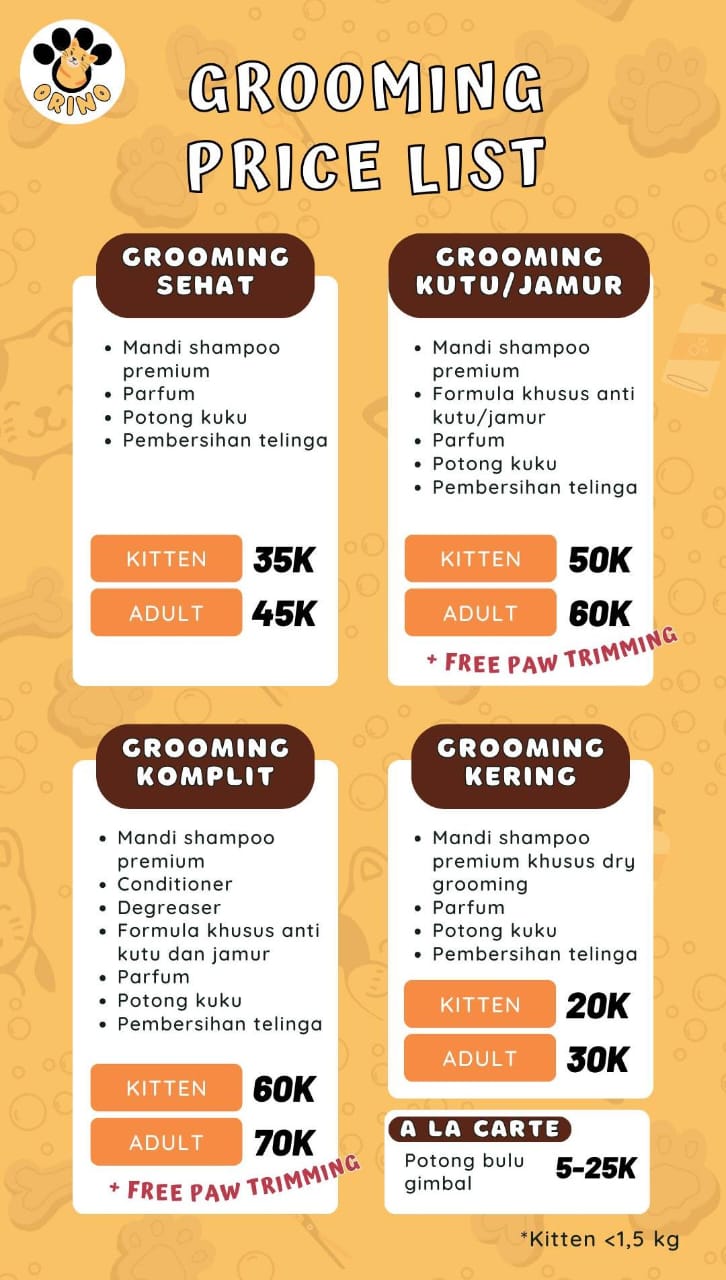 ORINO
GROOMING
PRICE LIST
GROOMING
SEHAT
• Mandi shampoo
premium
• Parfum
• Potong kuku
• Pembersihan telinga
KITTEN 35K
ADULT 45K
GROOMING
KUTU/JAMUR
• Mandi shampoo
premium
• Formula khusus anti
kutu/jamur
• Parfum
• Potong kuku
• Pembersihan telinga
KITTEN 50K
ADULT 60K
+ FREE PAW TRIMMING
GROOMING
KOMPLIT
• Mandi shampoo
premium
• Conditioner
• Degreaser
• Formula khusus anti
kutu dan jamur
• Parfum
• Potong kuku
• Pembersihan telinga
KITTEN 60K
ADULT 70K
+ FREE PAW TRIMMING
GROOMING
KERING
• Mandi shampoo
premium khusus dry
grooming
• Parfum
• Potong kuku
• Pembersihan telinga
KITTEN 20K
ADULT 30K
A LA CARTE
Potong bulu
gimbal 5-25K
*Kitten <1,5 kg